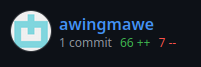 awingmawe
1 commit 66 ++ 7 --